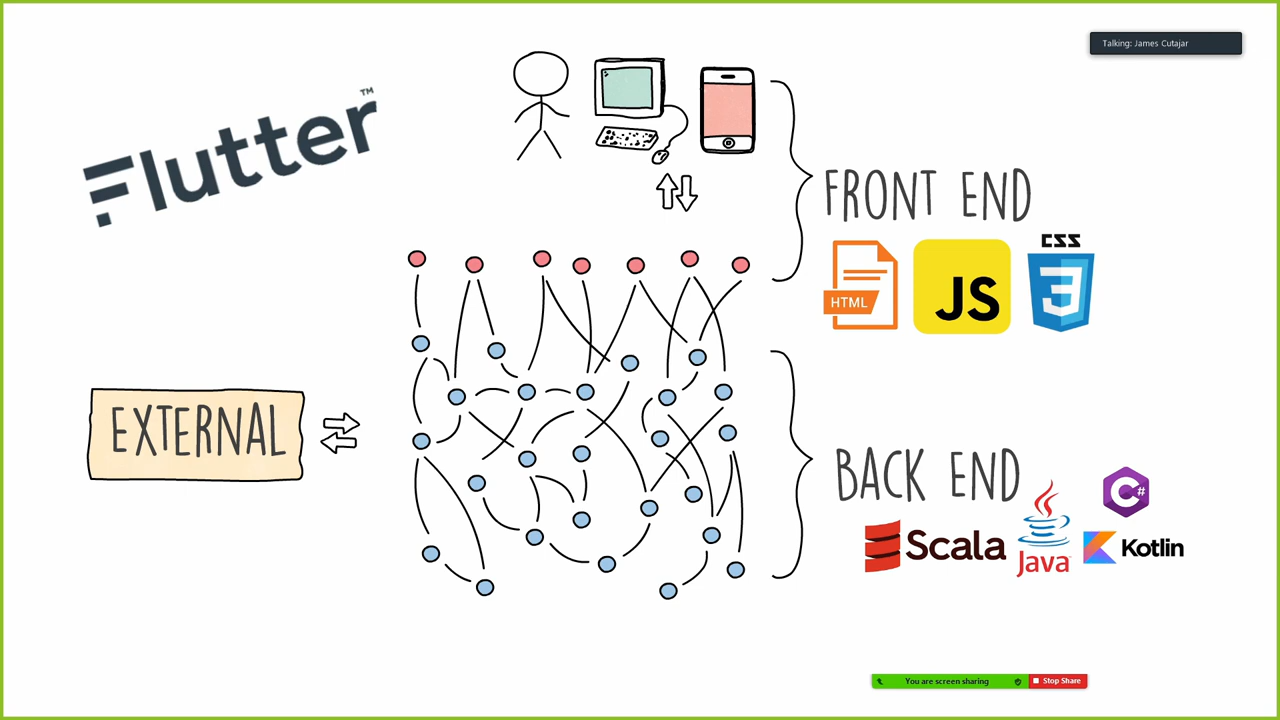 Talking: James Cutajar
Flutter™
FRONT END
CSS
HTML
JS
3
EXTERNAL
BACK END
C#
Scala
Java
Kotlin
You are screen sharing
Stop Share